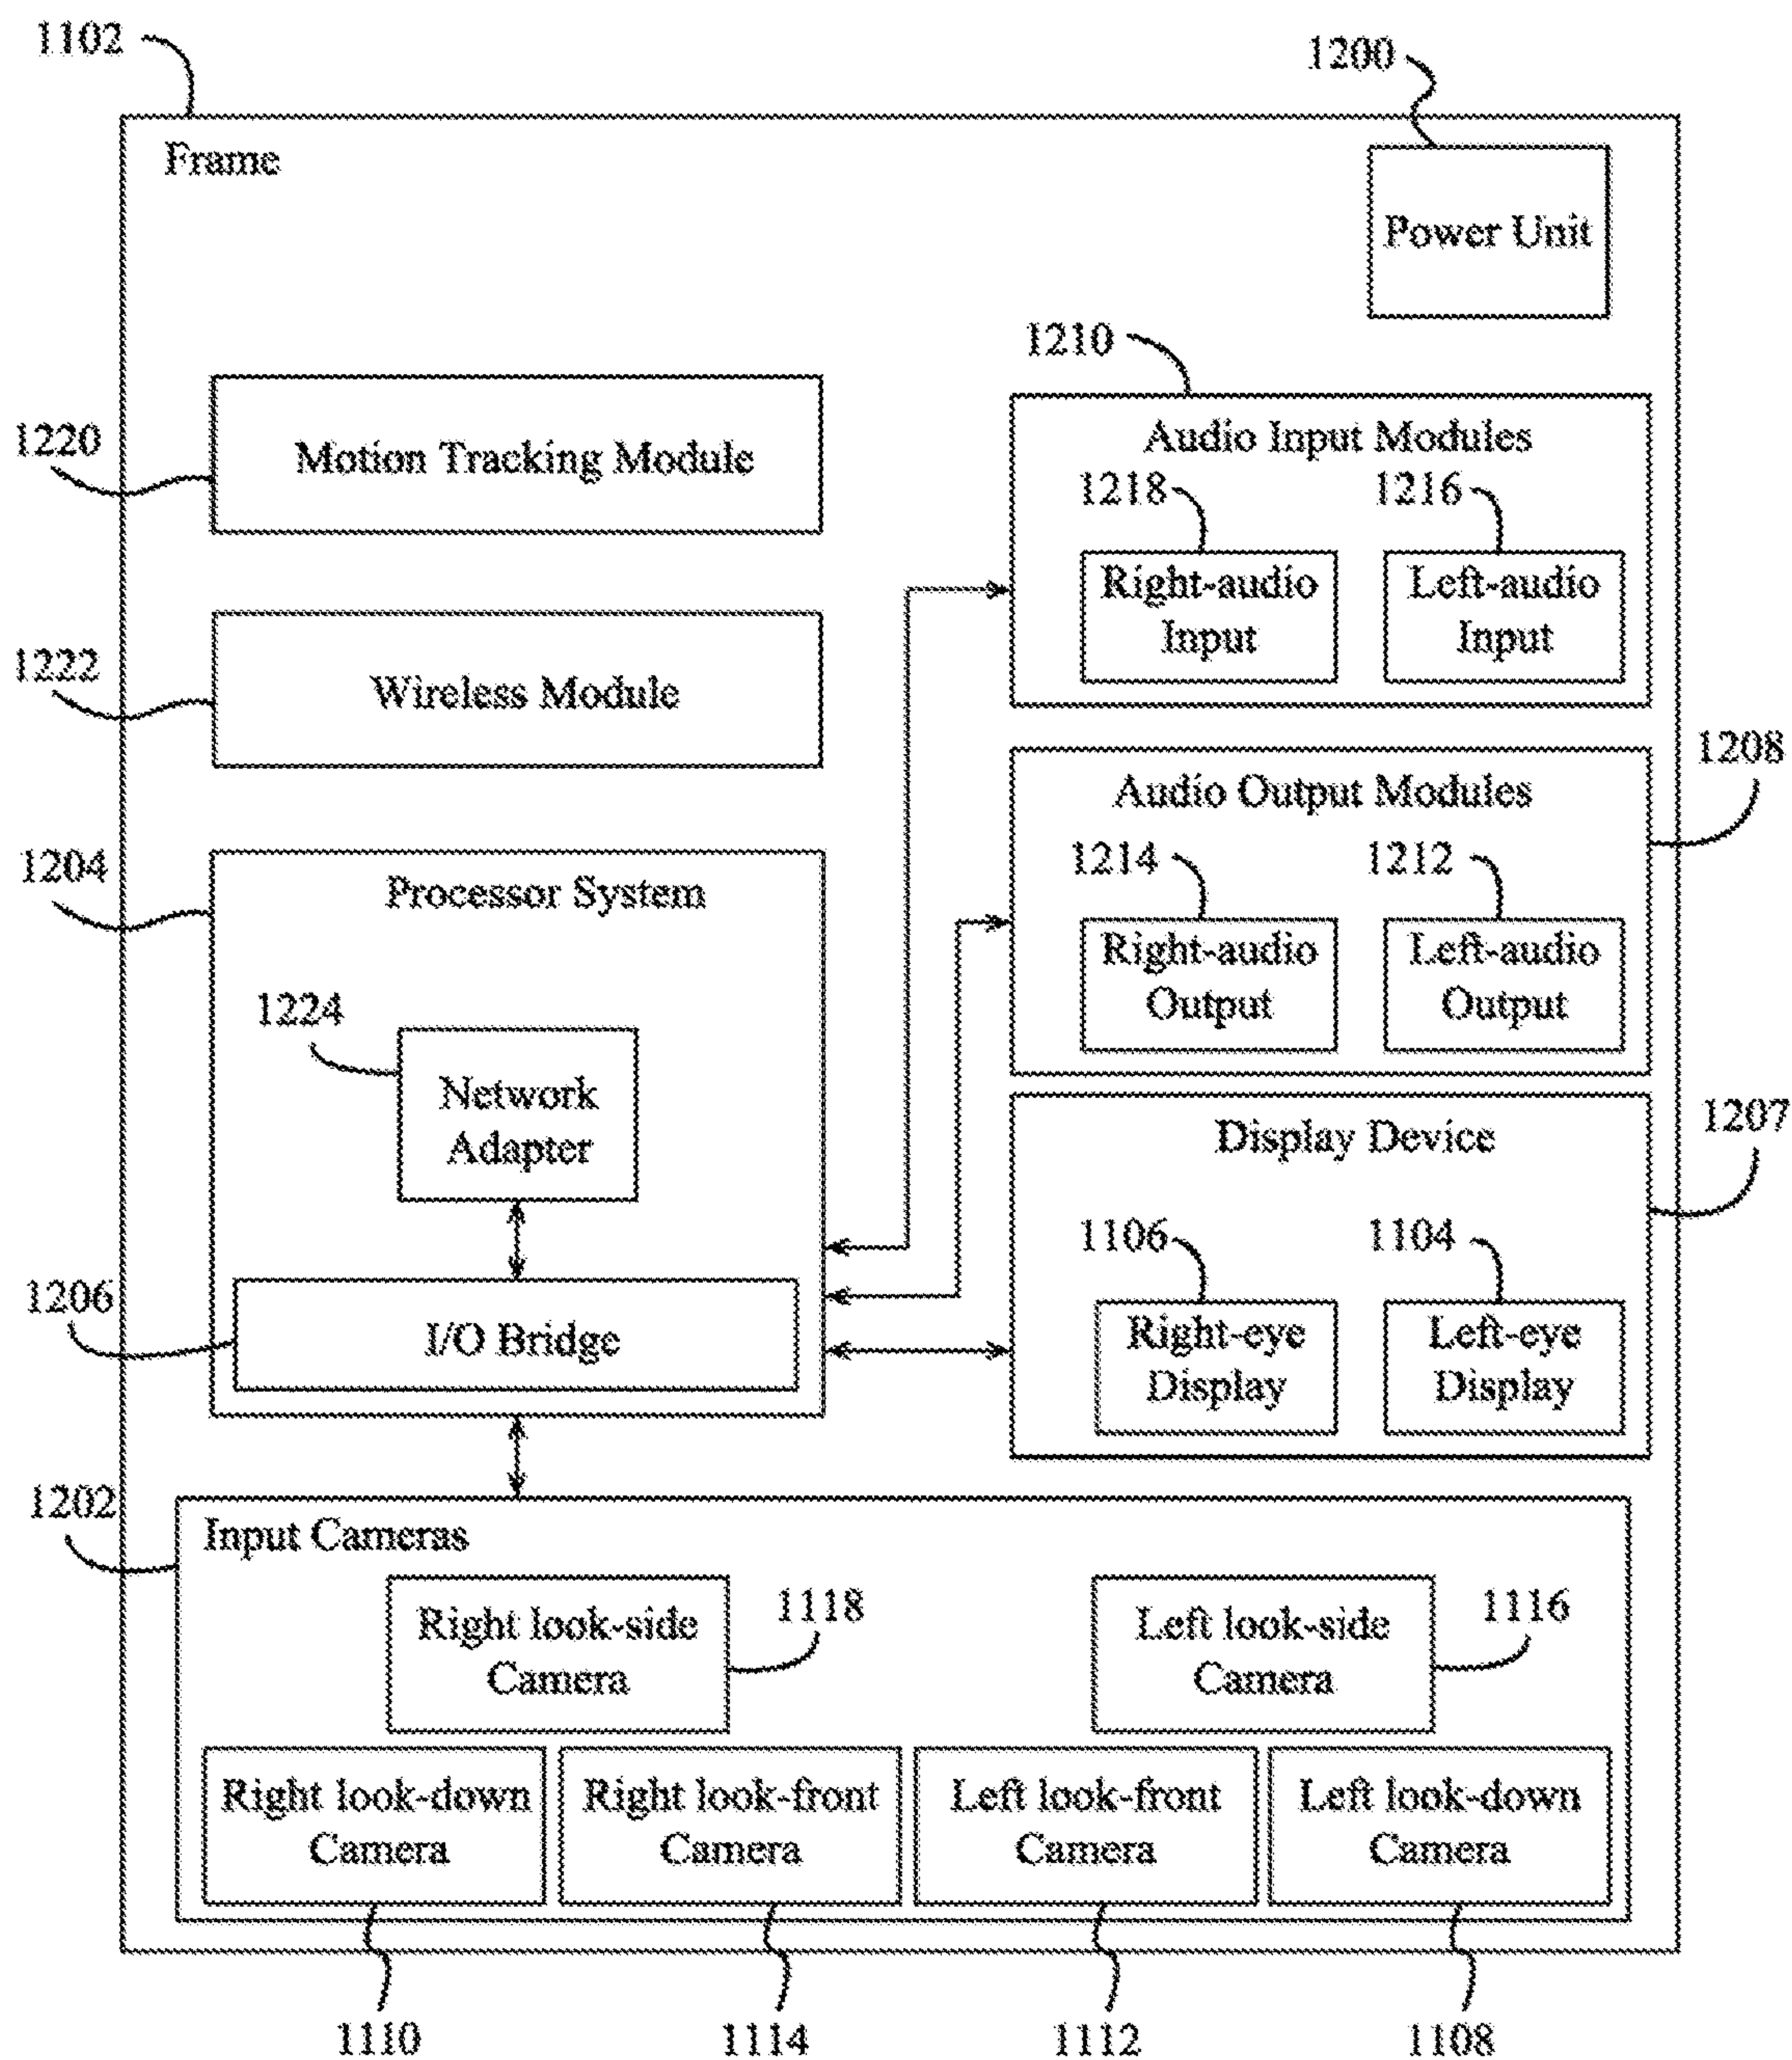 1102
1200
Frame
Power Unit
1210
1220
Motion Tracking Module
Audio Input Modules
1218
1216
Right-audio
Input
Left-audio
Input
1222
Wireless Module
1208
Audio Output Modules
1214
1212
Right-audio
Output
Left-audio
Output
1204
Processor System
1224
Network
Adapter
1207
Display Device
1106
1104
Right-eye
Display
Left-eye
Display
1206
I/O Bridge
1202
Input Cameras
Right look-side
Camera
1118
Left look-side
Camera
1116
Right look-down
Camera
Right look-front
Camera
Left look-front
Camera
Left look-down
Camera
1110
1114
1112
1108